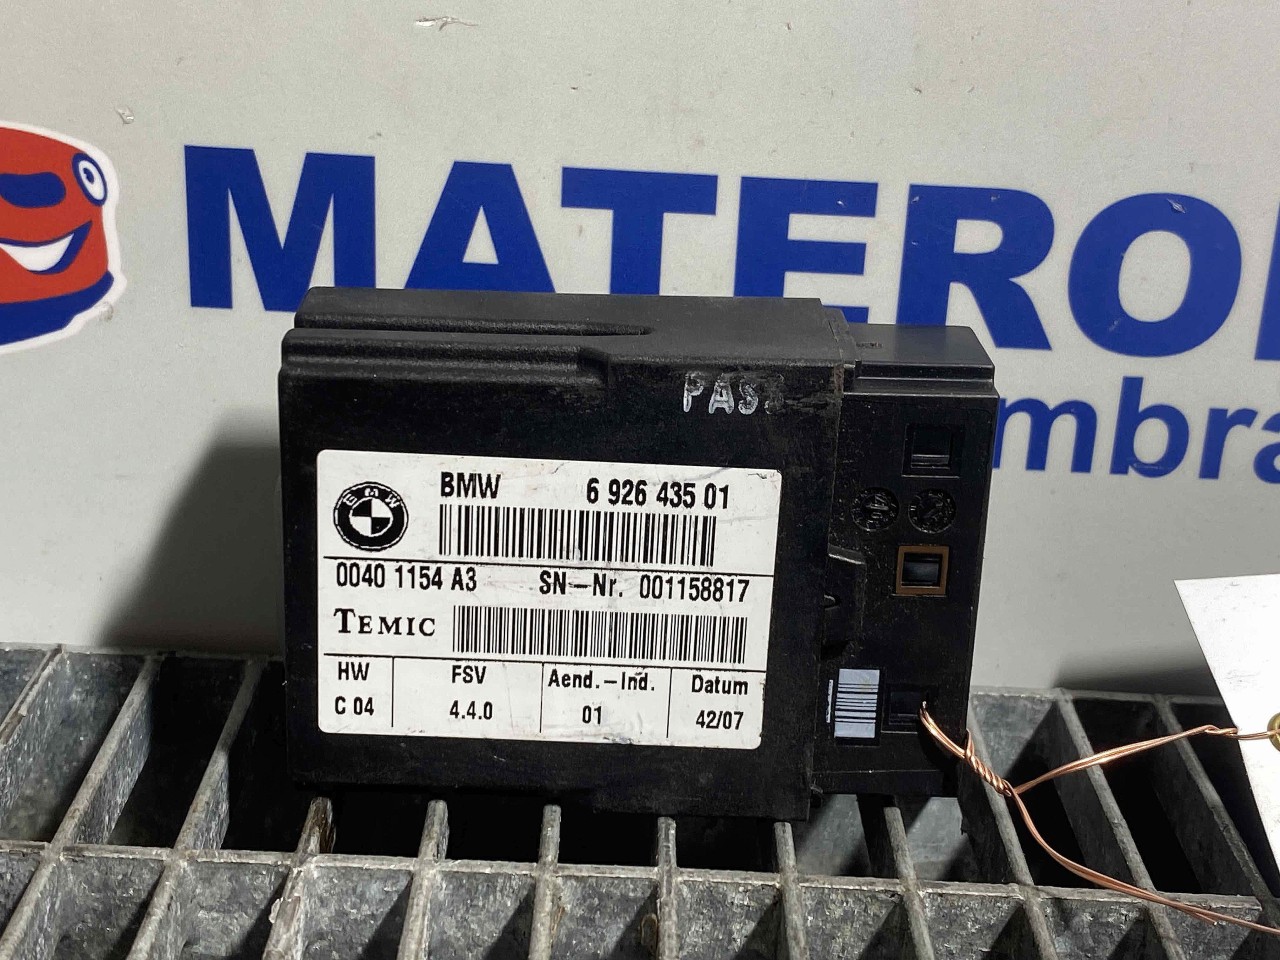 MATERO
mbra
PASS
BMW 6 926 435 01
BMW
0040 1154 A3 SN-Nr. 001158817
TEMIC
HW FSV Aend.-Ind. Datum
C 04 4.4.0 01 42/07